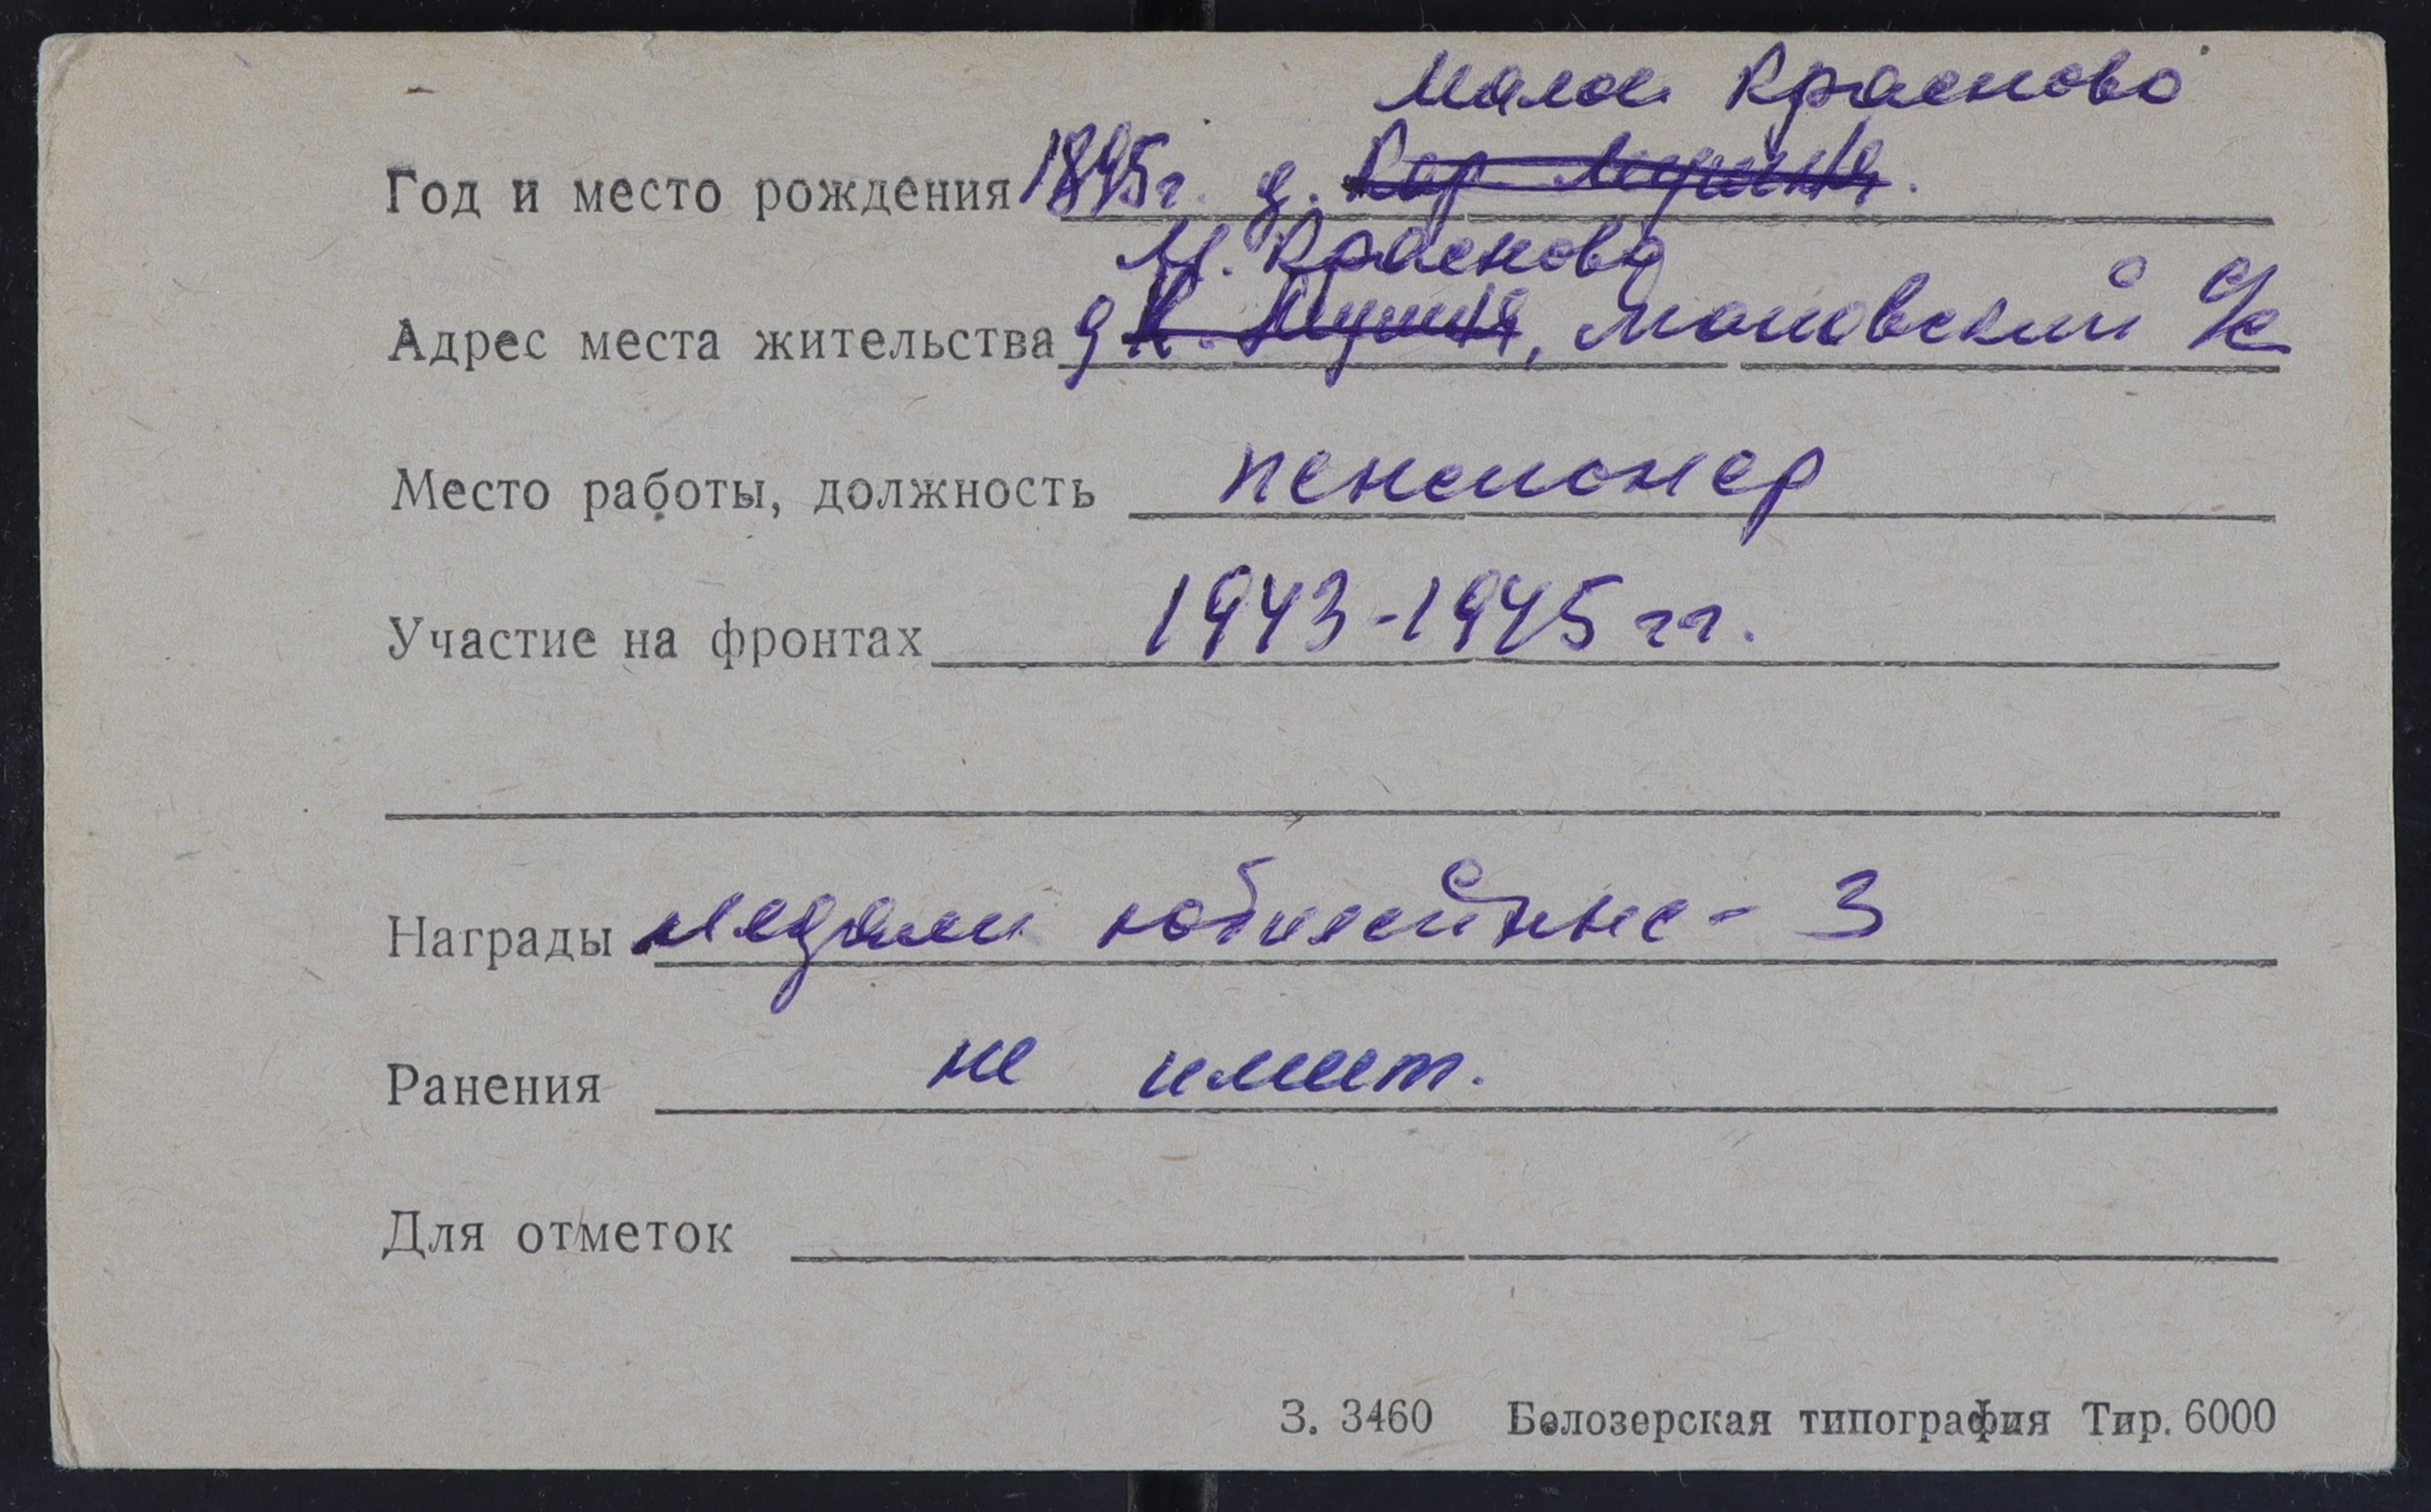 Малое Красново
Год и место рождения 1895г. д.
М. Красново
Адрес места жительства д , Маловский с/с
Место работы, должность пенсионер
Участие на фронтах 1943-1945 гг.
Награды медали юбилейные - 3
Ранения не имеет.
Для отметок
З. 3460 Белозерская типография Тир. 6000